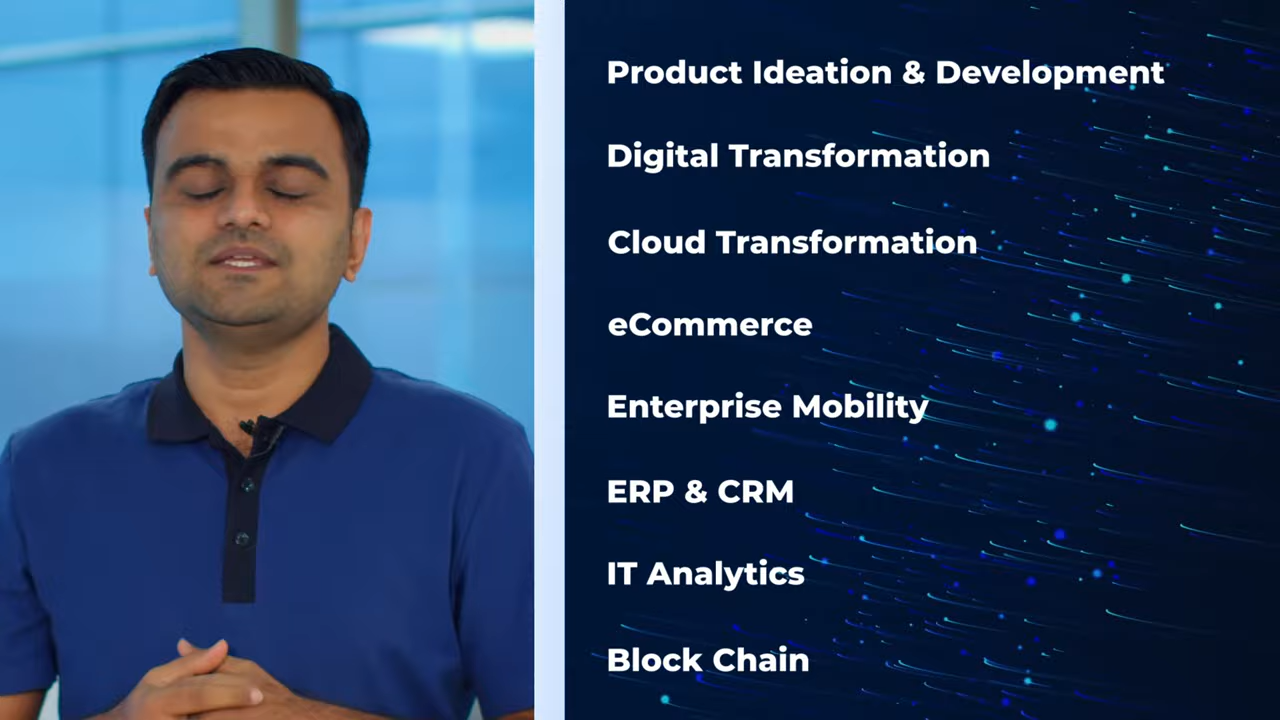 Product Ideation & Development
Digital Transformation
Cloud Transformation
eCommerce
Enterprise Mobility
ERP & CRM
IT Analytics
Block Chain